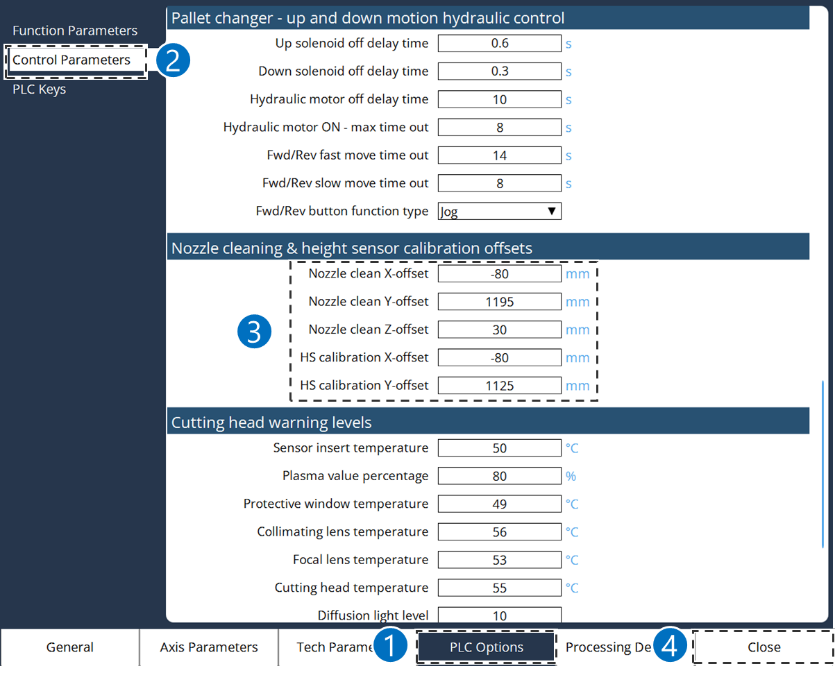 Function Parameters
Control Parameters
2
PLC Keys
Pallet changer - up and down motion hydraulic control
Up solenoid off delay time 0.6 s
Down solenoid off delay time 0.3 s
Hydraulic motor off delay time 10 s
Hydraulic motor ON - max time out 8 s
Fwd/Rev fast move time out 14 s
Fwd/Rev slow move time out 8 s
Fwd/Rev button function type Jog ▼
Nozzle cleaning & height sensor calibration offsets
Nozzle clean X-offset -80 mm
Nozzle clean Y-offset 1195 mm
3
Nozzle clean Z-offset 30 mm
HS calibration X-offset -80 mm
HS calibration Y-offset 1125 mm
Cutting head warning levels
Sensor insert temperature 50 °C
Plasma value percentage 80 %
Protective window temperature 49 °C
Collimating lens temperature 56 °C
Focal lens temperature 53 °C
Cutting head temperature 55 °C
Diffusion light level 10
General Axis Parameters Tech Parame 1 PLC Options Processing De 4 Close